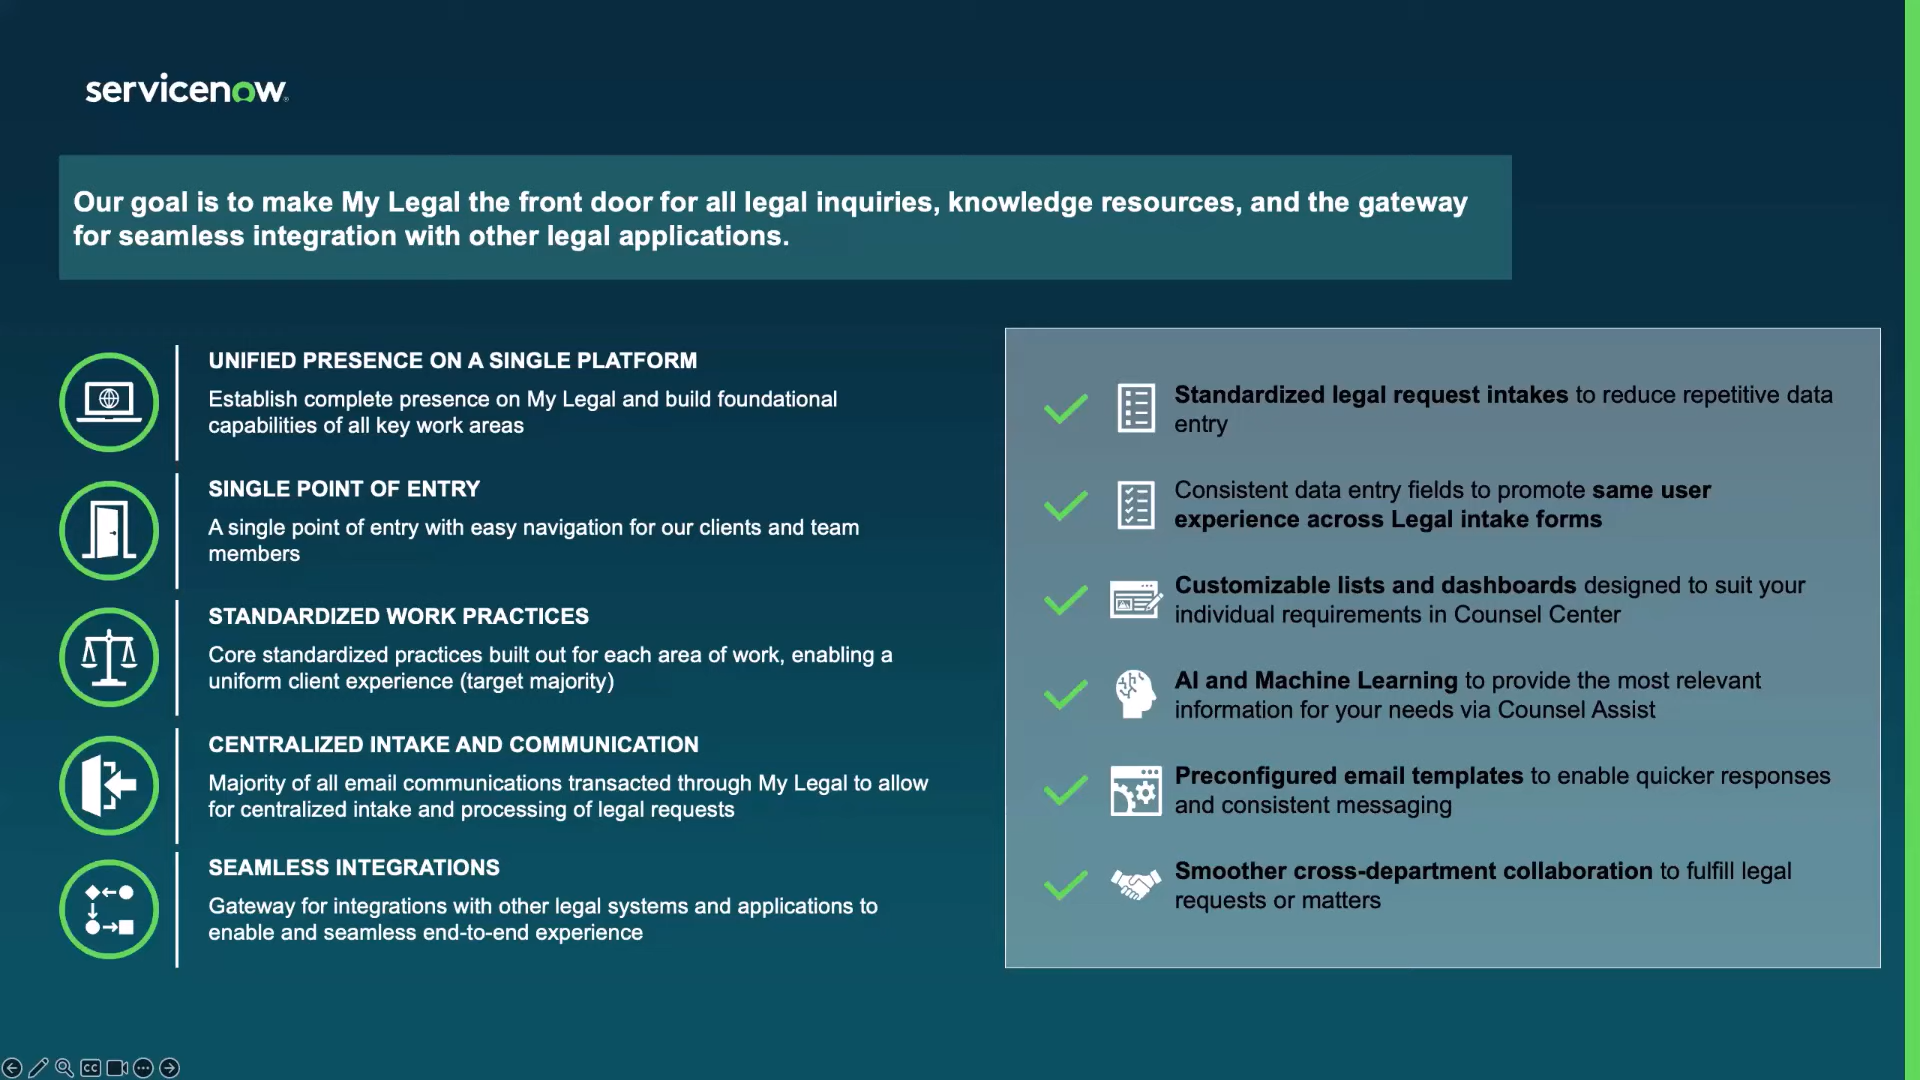 servicenow
Our goal is to make My Legal the front door for all legal inquiries, knowledge resources, and the gateway
for seamless integration with other legal applications.
UNIFIED PRESENCE ON A SINGLE PLATFORM
Establish complete presence on My Legal and build foundational
capabilities of all key work areas
SINGLE POINT OF ENTRY
A single point of entry with easy navigation for our clients and team
members
STANDARDIZED WORK PRACTICES
Core standardized practices built out for each area of work, enabling a
uniform client experience (target majority)
CENTRALIZED INTAKE AND COMMUNICATION
Majority of all email communications transacted through My Legal to allow
for centralized intake and processing of legal requests
SEAMLESS INTEGRATIONS
Gateway for integrations with other legal systems and applications to
enable and seamless end-to-end experience
Standardized legal request intakes to reduce repetitive data
entry
Consistent data entry fields to promote same user
experience across Legal intake forms
Customizable lists and dashboards designed to suit your
individual requirements in Counsel Center
AI and Machine Learning to provide the most relevant
information for your needs via Counsel Assist
Preconfigured email templates to enable quicker responses
and consistent messaging
Smoother cross-department collaboration to fulfill legal
requests or matters
CC